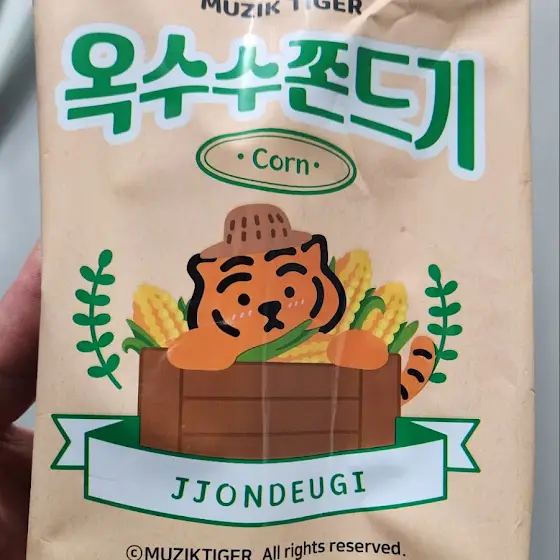 MUZIK TIGER
옥수수쫀드기
·Corn·
JJONDEUGI
©MUZIKTIGER. All rights reserved.